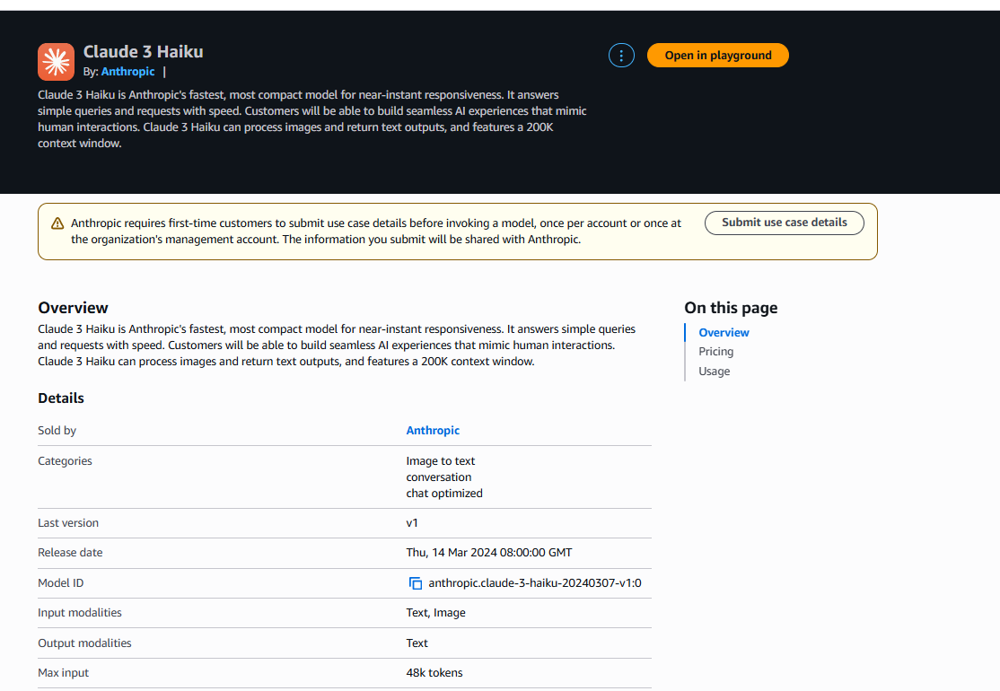 Claude 3 Haiku
By: Anthropic |
Open in playground
Claude 3 Haiku is Anthropic's fastest, most compact model for near-instant responsiveness. It answers
simple queries and requests with speed. Customers will be able to build seamless AI experiences that mimic
human interactions. Claude 3 Haiku can process images and return text outputs, and features a 200K
context window.
Anthropic requires first-time customers to submit use case details before invoking a model, once per account or once at
the organization's management account. The information you submit will be shared with Anthropic.
Submit use case details
Overview
Claude 3 Haiku is Anthropic's fastest, most compact model for near-instant responsiveness. It answers simple queries
and requests with speed. Customers will be able to build seamless AI experiences that mimic human interactions.
Claude 3 Haiku can process images and return text outputs, and features a 200K context window.
On this page
Overview
Pricing
Usage
Details
Sold by Anthropic
Categories Image to text
conversation
chat optimized
Last version v1
Release date Thu, 14 Mar 2024 08:00:00 GMT
Model ID anthropic.claude-3-haiku-20240307-v1:0
Input modalities Text, Image
Output modalities Text
Max input 48k tokens